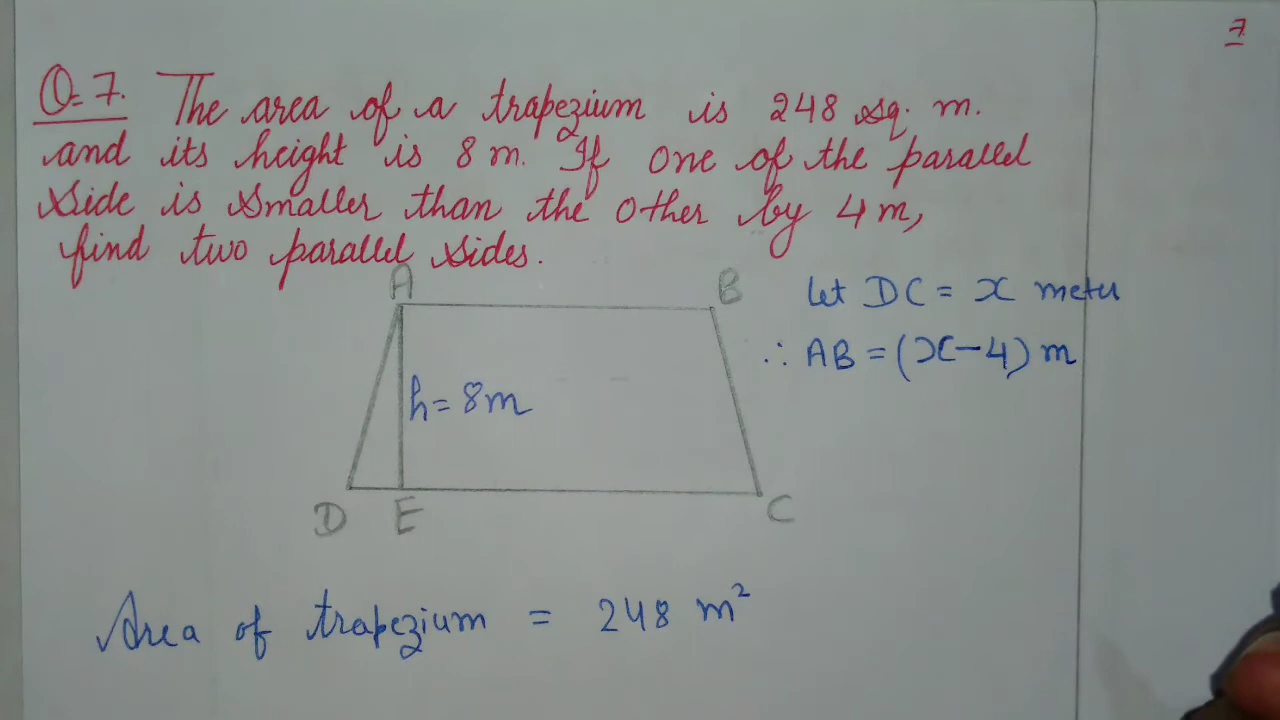 7
Q.7. The area of a trapezium is 248 sq. m.
and its height is 8 m. If one of the parallel
side is smaller than the other by 4 m,
find two parallel sides.
A B
let DC = x meter
∴ AB = (x-4) m
h = 8m
D E C
Area of trapezium = 248 m²